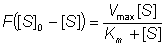 F([S]₀ − [S]) = V_max[S] / (K_m + [S])